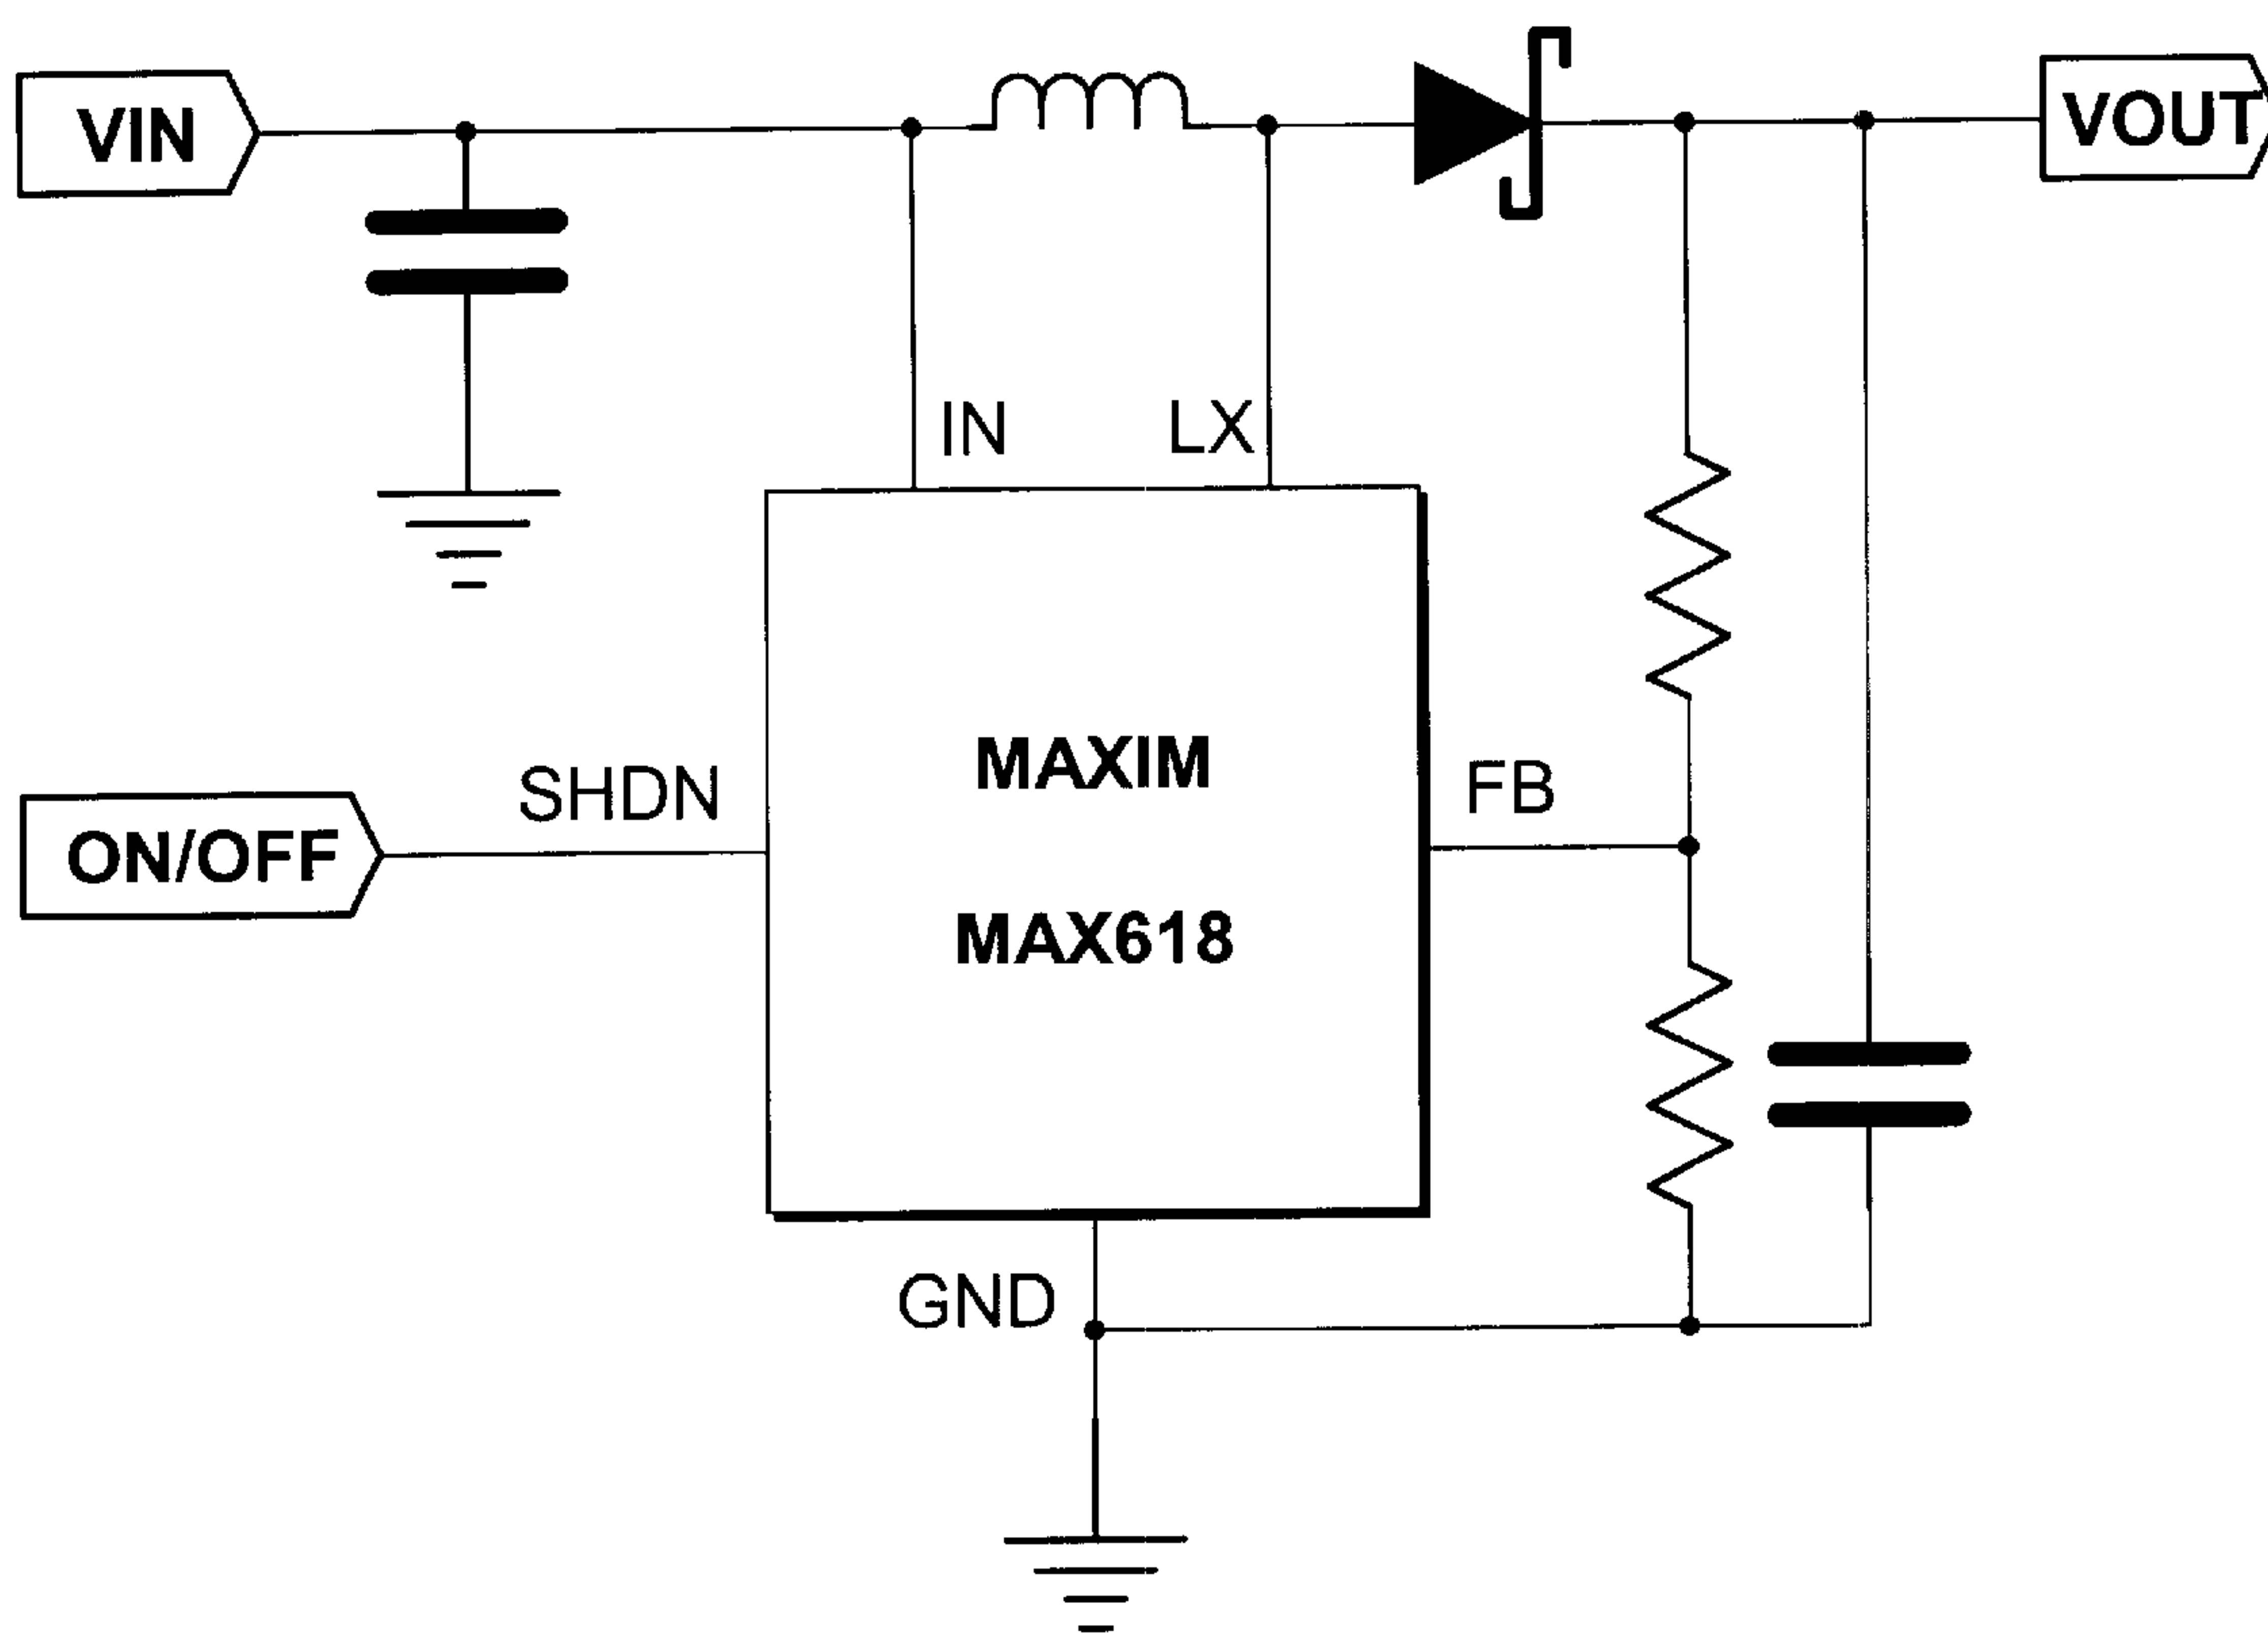 VIN
VOUT
IN
LX
SHDN
MAXIM
FB
ON/OFF
MAX618
GND